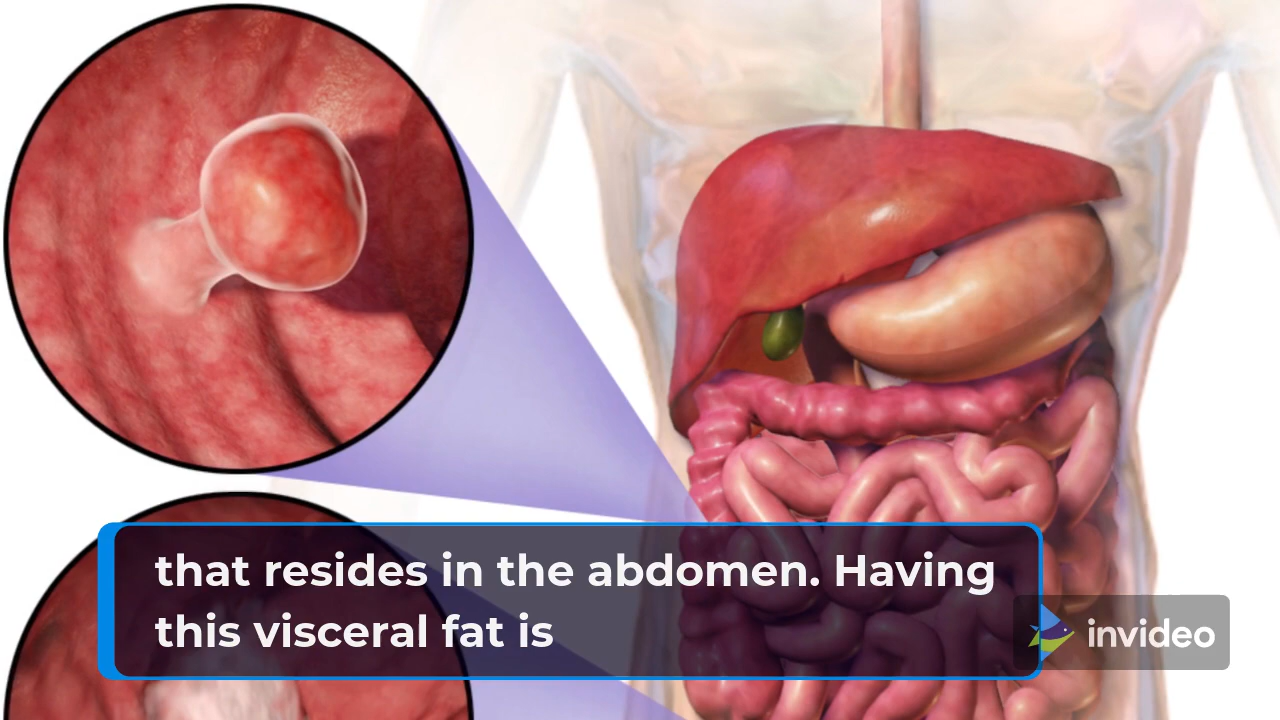 that resides in the abdomen. Having
this visceral fat is
invideo